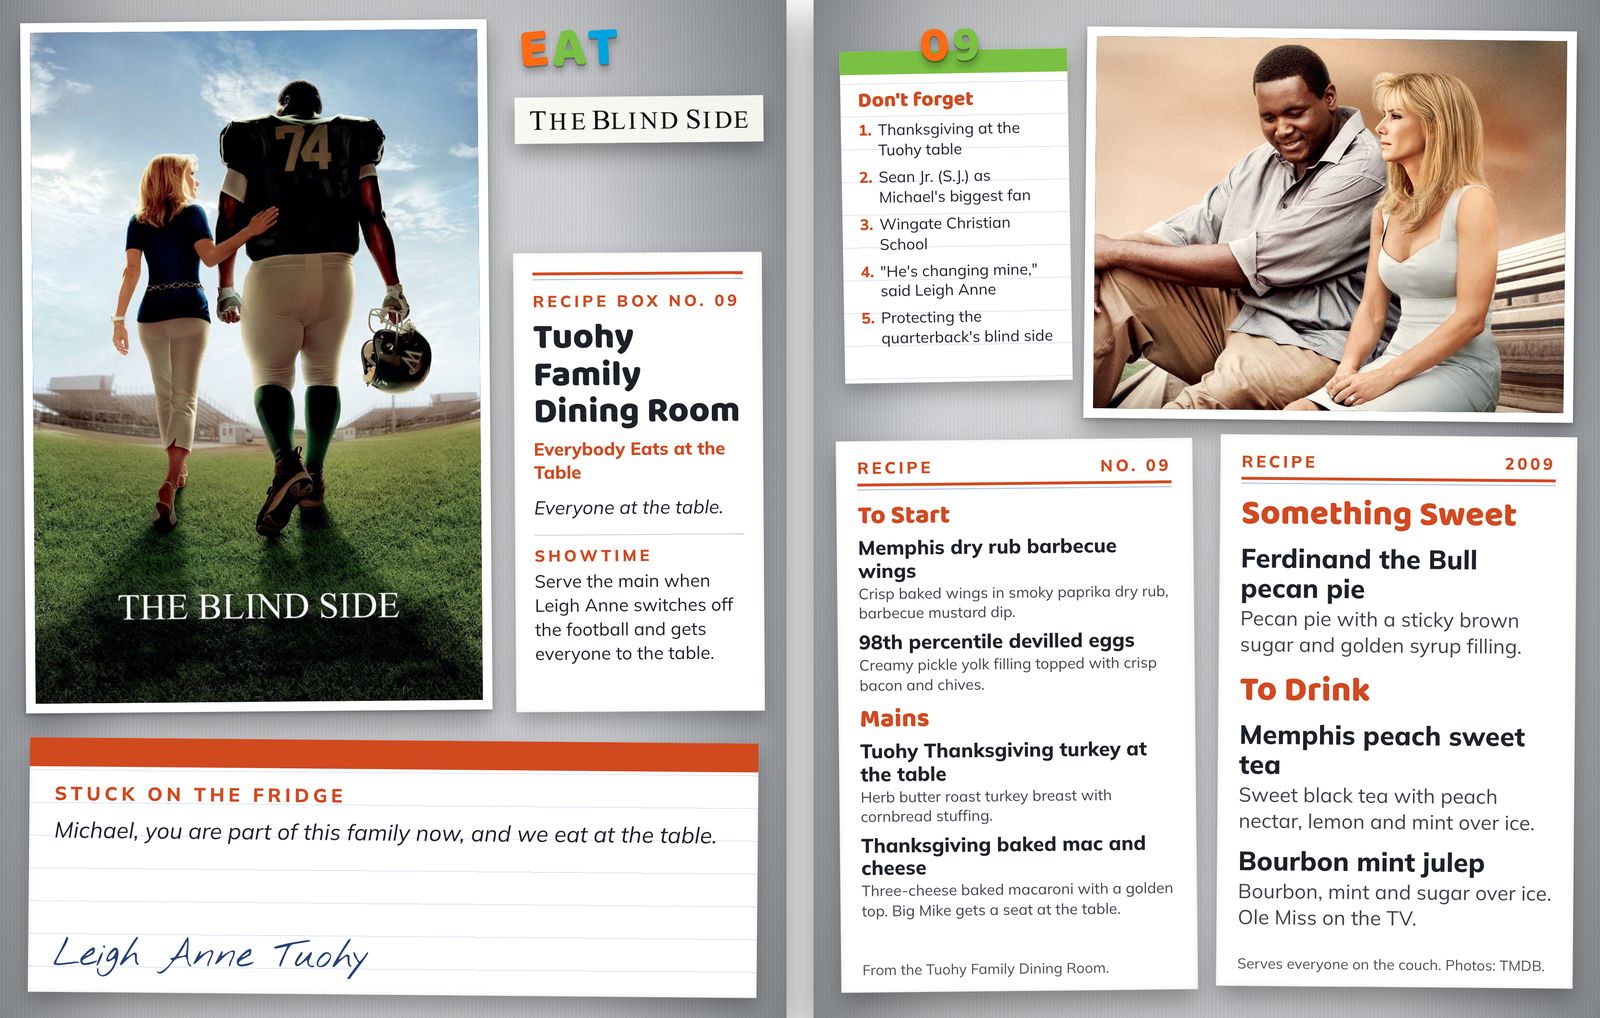 74
M
THE BLIND SIDE
EAT
THE BLIND SIDE
RECIPE BOX NO. 09
Tuohy
Family
Dining Room
Everybody Eats at the
Table
Everyone at the table.
SHOWTIME
Serve the main when
Leigh Anne switches off
the football and gets
everyone to the table.
STUCK ON THE FRIDGE
Michael, you are part of this family now, and we eat at the table.
Leigh Anne Tuohy
09
Don't forget
1. Thanksgiving at the
Tuohy table
2. Sean Jr. (S.J.) as
Michael's biggest fan
3. Wingate Christian
School
4. "He's changing mine,"
said Leigh Anne
5. Protecting the
quarterback's blind side
RECIPE NO. 09
To Start
Memphis dry rub barbecue
wings
Crisp baked wings in smoky paprika dry rub,
barbecue mustard dip.
98th percentile devilled eggs
Creamy pickle yolk filling topped with crisp
bacon and chives.
Mains
Tuohy Thanksgiving turkey at
the table
Herb butter roast turkey breast with
cornbread stuffing.
Thanksgiving baked mac and
cheese
Three-cheese baked macaroni with a golden
top. Big Mike gets a seat at the table.
From the Tuohy Family Dining Room.
RECIPE 2009
Something Sweet
Ferdinand the Bull
pecan pie
Pecan pie with a sticky brown
sugar and golden syrup filling.
To Drink
Memphis peach sweet
tea
Sweet black tea with peach
nectar, lemon and mint over ice.
Bourbon mint julep
Bourbon, mint and sugar over ice.
Ole Miss on the TV.
Serves everyone on the couch. Photos: TMDB.